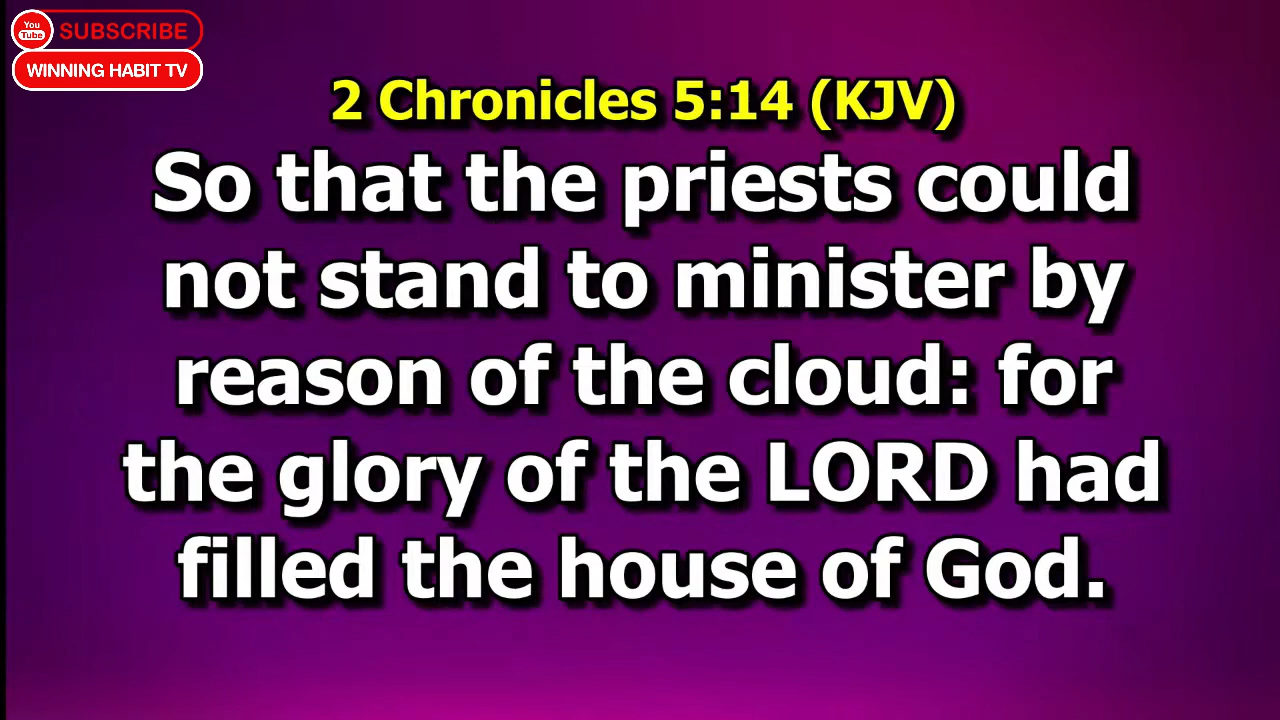 You
Tube
SUBSCRIBE
WINNING HABIT TV
2 Chronicles 5:14 (KJV)
So that the priests could
not stand to minister by
reason of the cloud: for
the glory of the LORD had
filled the house of God.